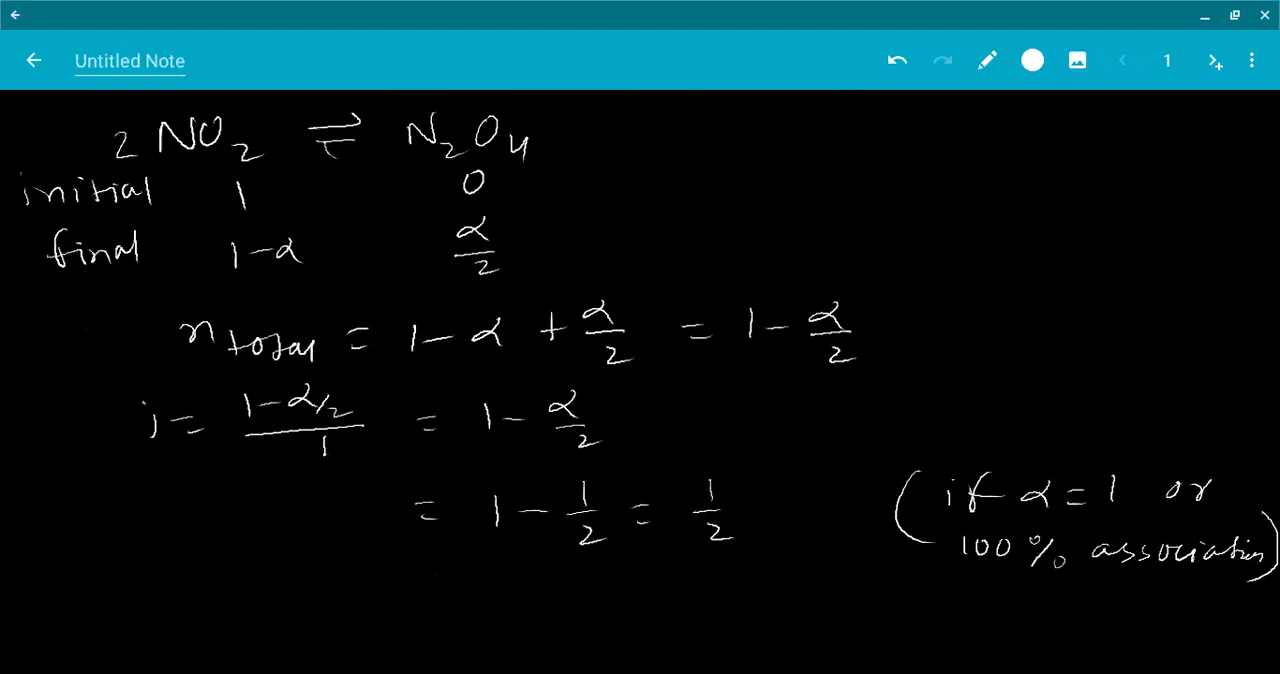 Untitled Note
1
2 NO₂ ⇌ N₂O₄
initial 1 0
final 1-α α/2
n total = 1-α + α/2 = 1-α/2
i = (1-α/2)/1 = 1-α/2
= 1-1/2 = 1/2 (if α=1 or
100% association)